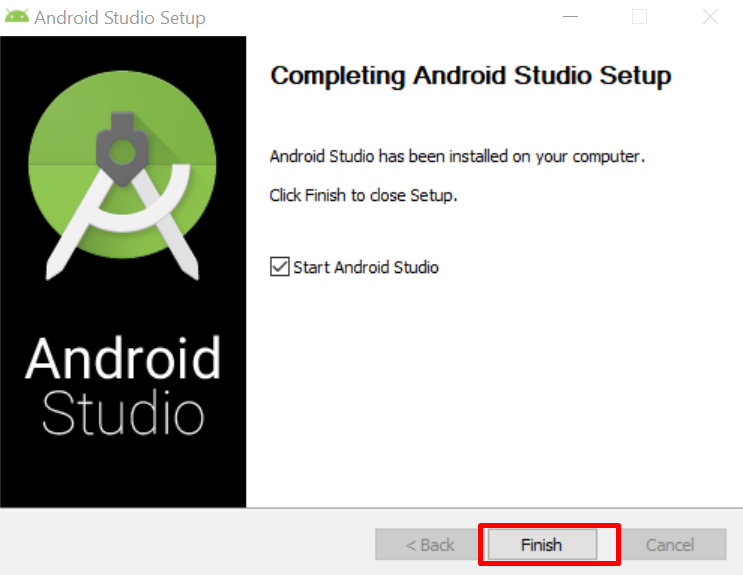 Android Studio Setup
Completing Android Studio Setup
Android Studio has been installed on your computer.
Click Finish to close Setup.
Start Android Studio
Android
Studio
< Back
Finish
Cancel